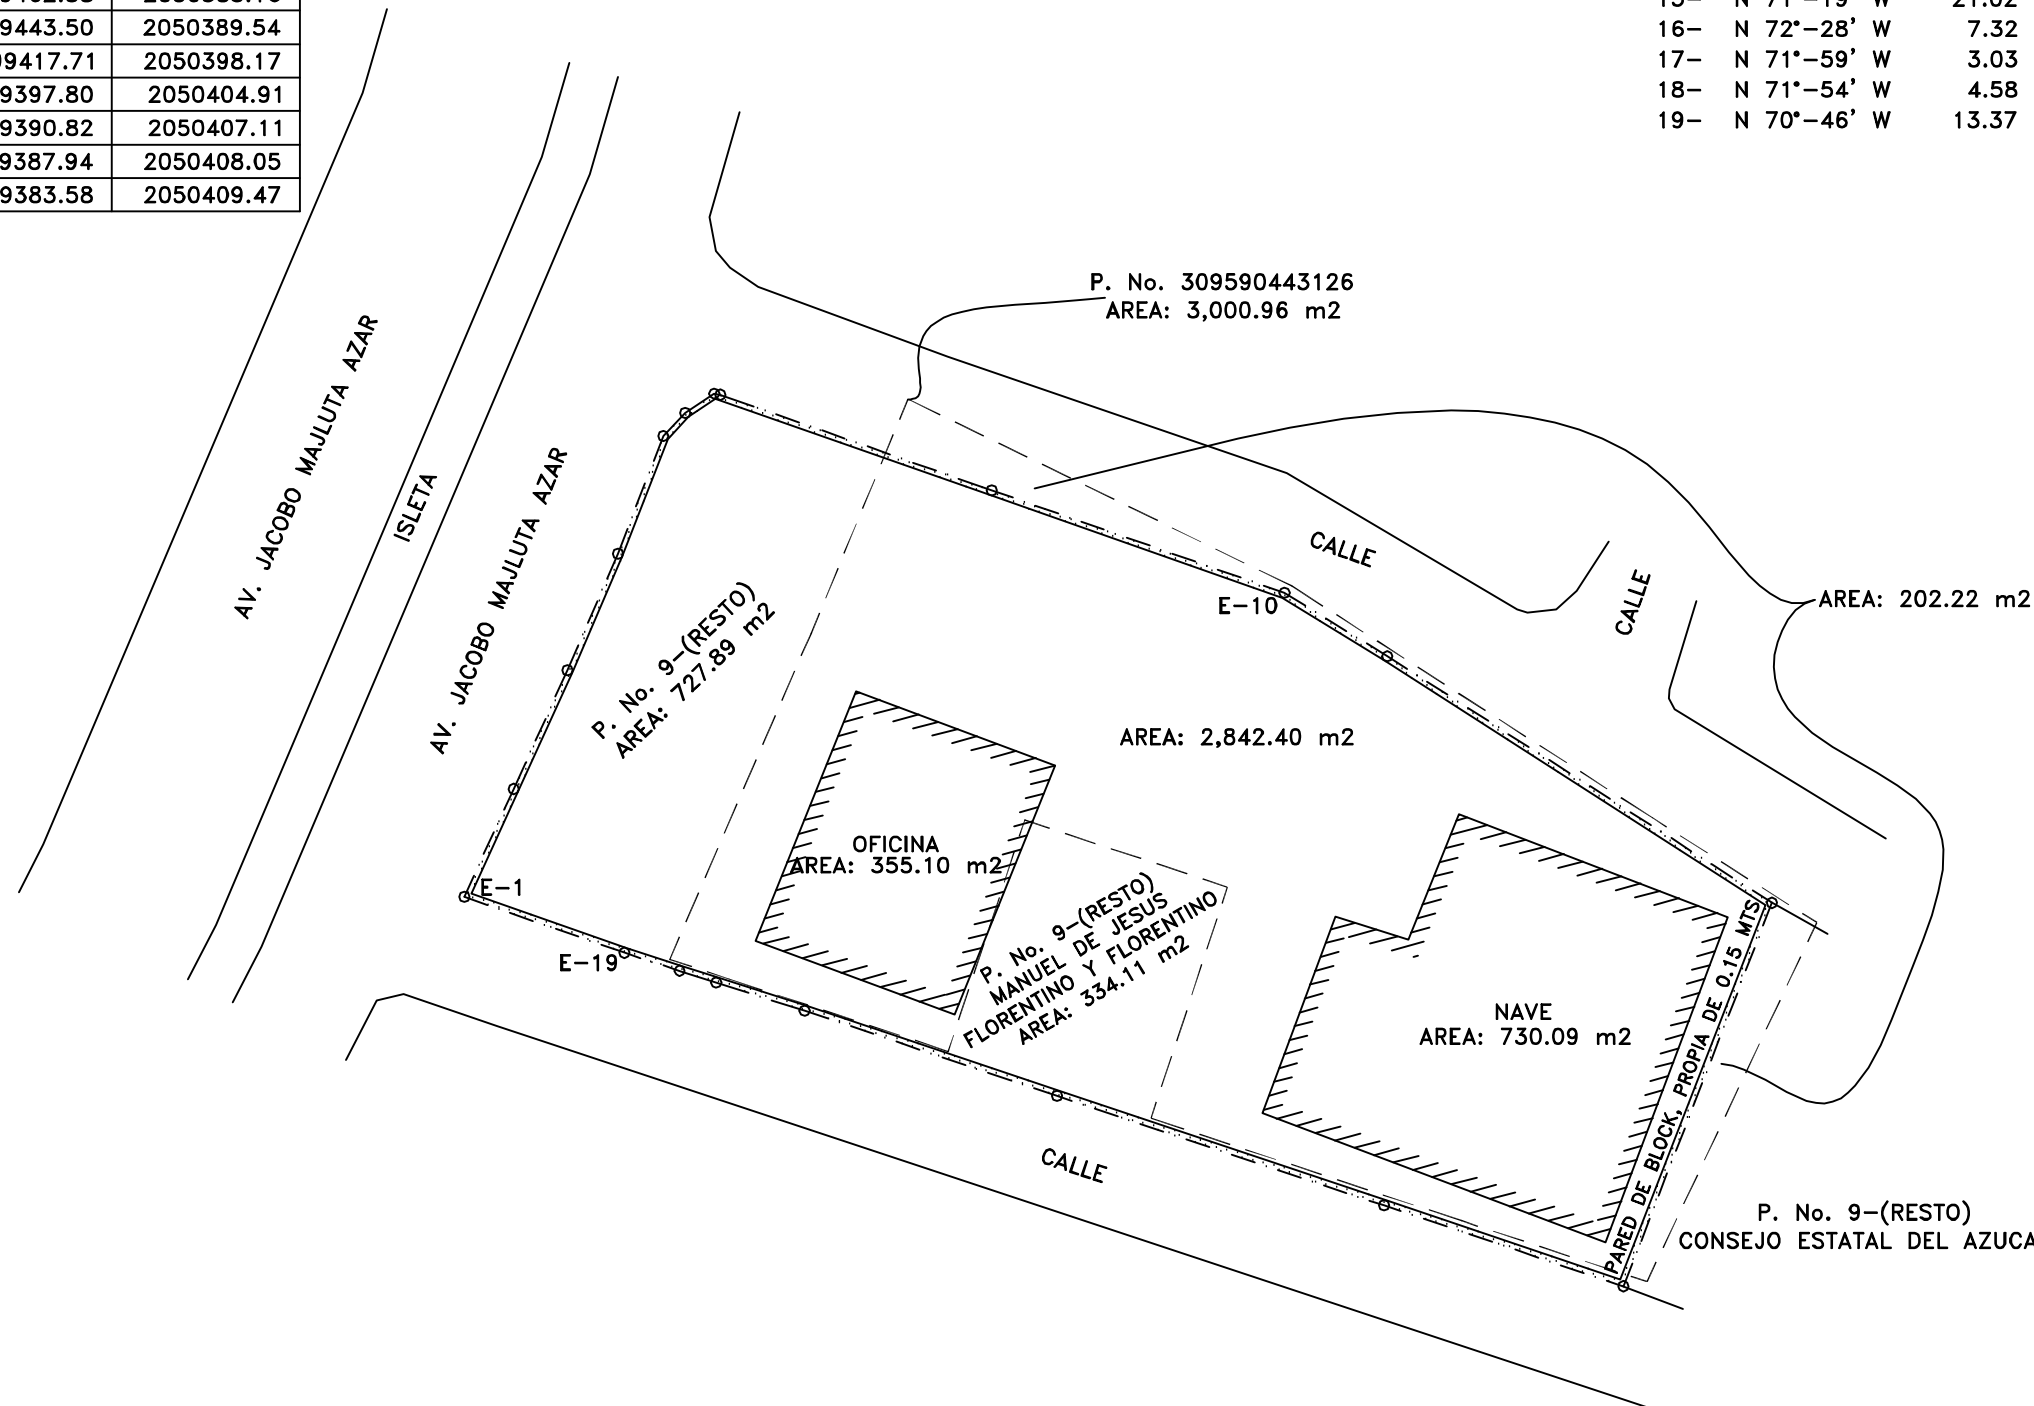 9443.50 2050389.54
9417.71 2050398.17
9397.80 2050404.91
9390.82 2050407.11
9387.94 2050408.05
9383.58 2050409.47
16- N 72°-28' W 7.32
17- N 71°-59' W 3.03
18- N 71°-54' W 4.58
19- N 70°-46' W 13.37
P. No. 309590443126
AREA: 3,000.96 m2
AV. JACOBO MAJLUTA AZAR
ISLETA
AV. JACOBO MAJLUTA AZAR
CALLE
CALLE
E-10
AREA: 202.22 m2
P. No. 9-(RESTO)
AREA: 727.89 m2
AREA: 2,842.40 m2
OFICINA
AREA: 355.10 m2
E-1
E-19
P. No. 9-(RESTO)
MANUEL DE JESUS
FLORENTINO Y FLORENTINO
AREA: 334.11 m2
NAVE
AREA: 730.09 m2
PARED DE BLOCK, PROPIA DE 0.15 MTS
CALLE
P. No. 9-(RESTO)
CONSEJO ESTATAL DEL AZUCA